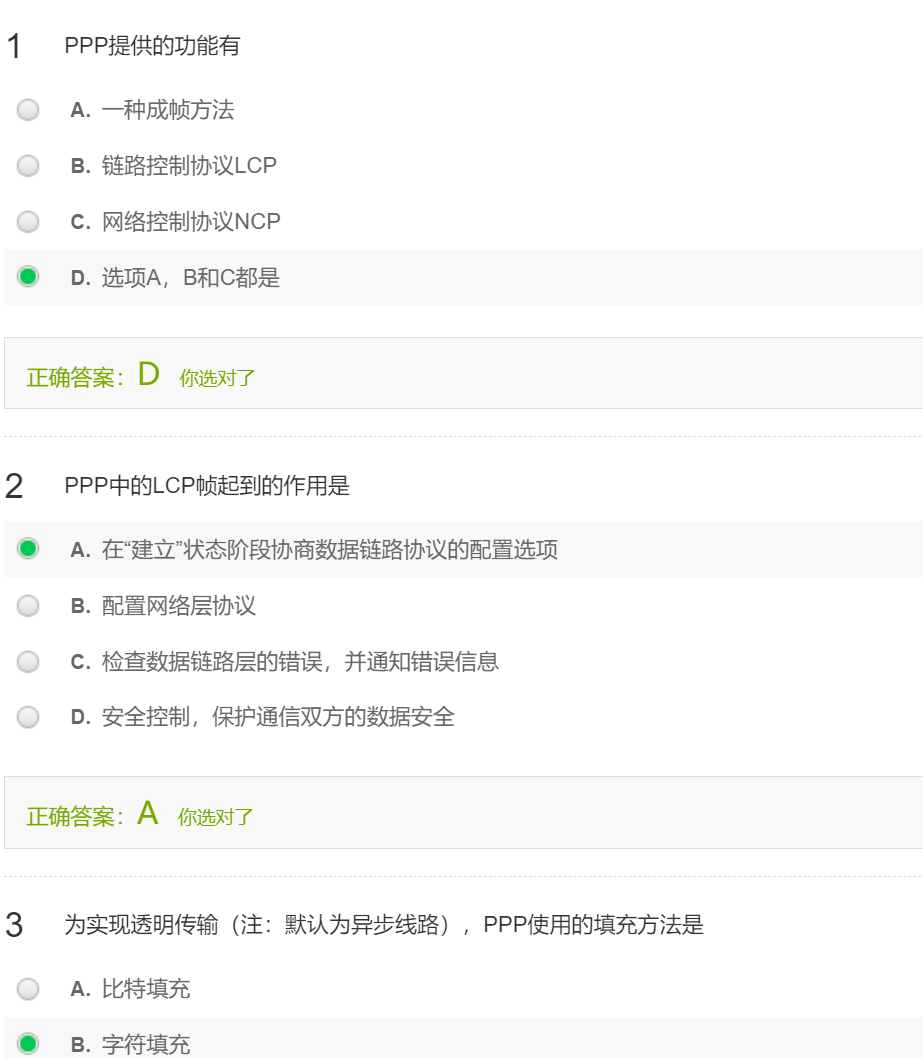 1 PPP提供的功能有
A. 一种成帧方法
B. 链路控制协议LCP
C. 网络控制协议NCP
D. 选项A，B和C都是
正确答案：D 你选对了
2 PPP中的LCP帧起到的作用是
A. 在“建立”状态阶段协商数据链路协议的配置选项
B. 配置网络层协议
C. 检查数据链路层的错误，并通知错误信息
D. 安全控制，保护通信双方的数据安全
正确答案：A 你选对了
3 为实现透明传输（注：默认为异步线路），PPP使用的填充方法是
A. 比特填充
B. 字符填充